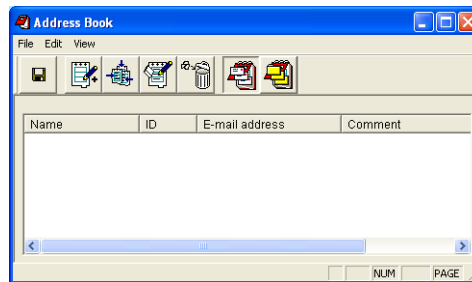 Address Book
File Edit View
Name ID E-mail address Comment
NUM PAGE